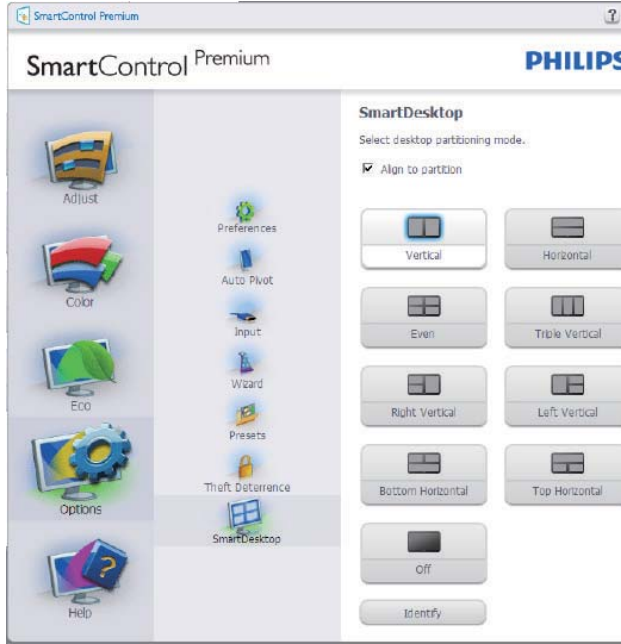 SmartControl Premium
?
SmartControl Premium
PHILIPS
Adjust
Color
Eco
Options
Help
?
Preferences
Auto Pivot
Input
Wizard
Presets
Theft Deterrence
SmartDesktop
SmartDesktop
Select desktop partitioning mode.
Align to partition
Vertical
Horizontal
Even
Triple Vertical
Right Vertical
Left Vertical
Bottom Horizontal
Top Horizontal
Off
Identify